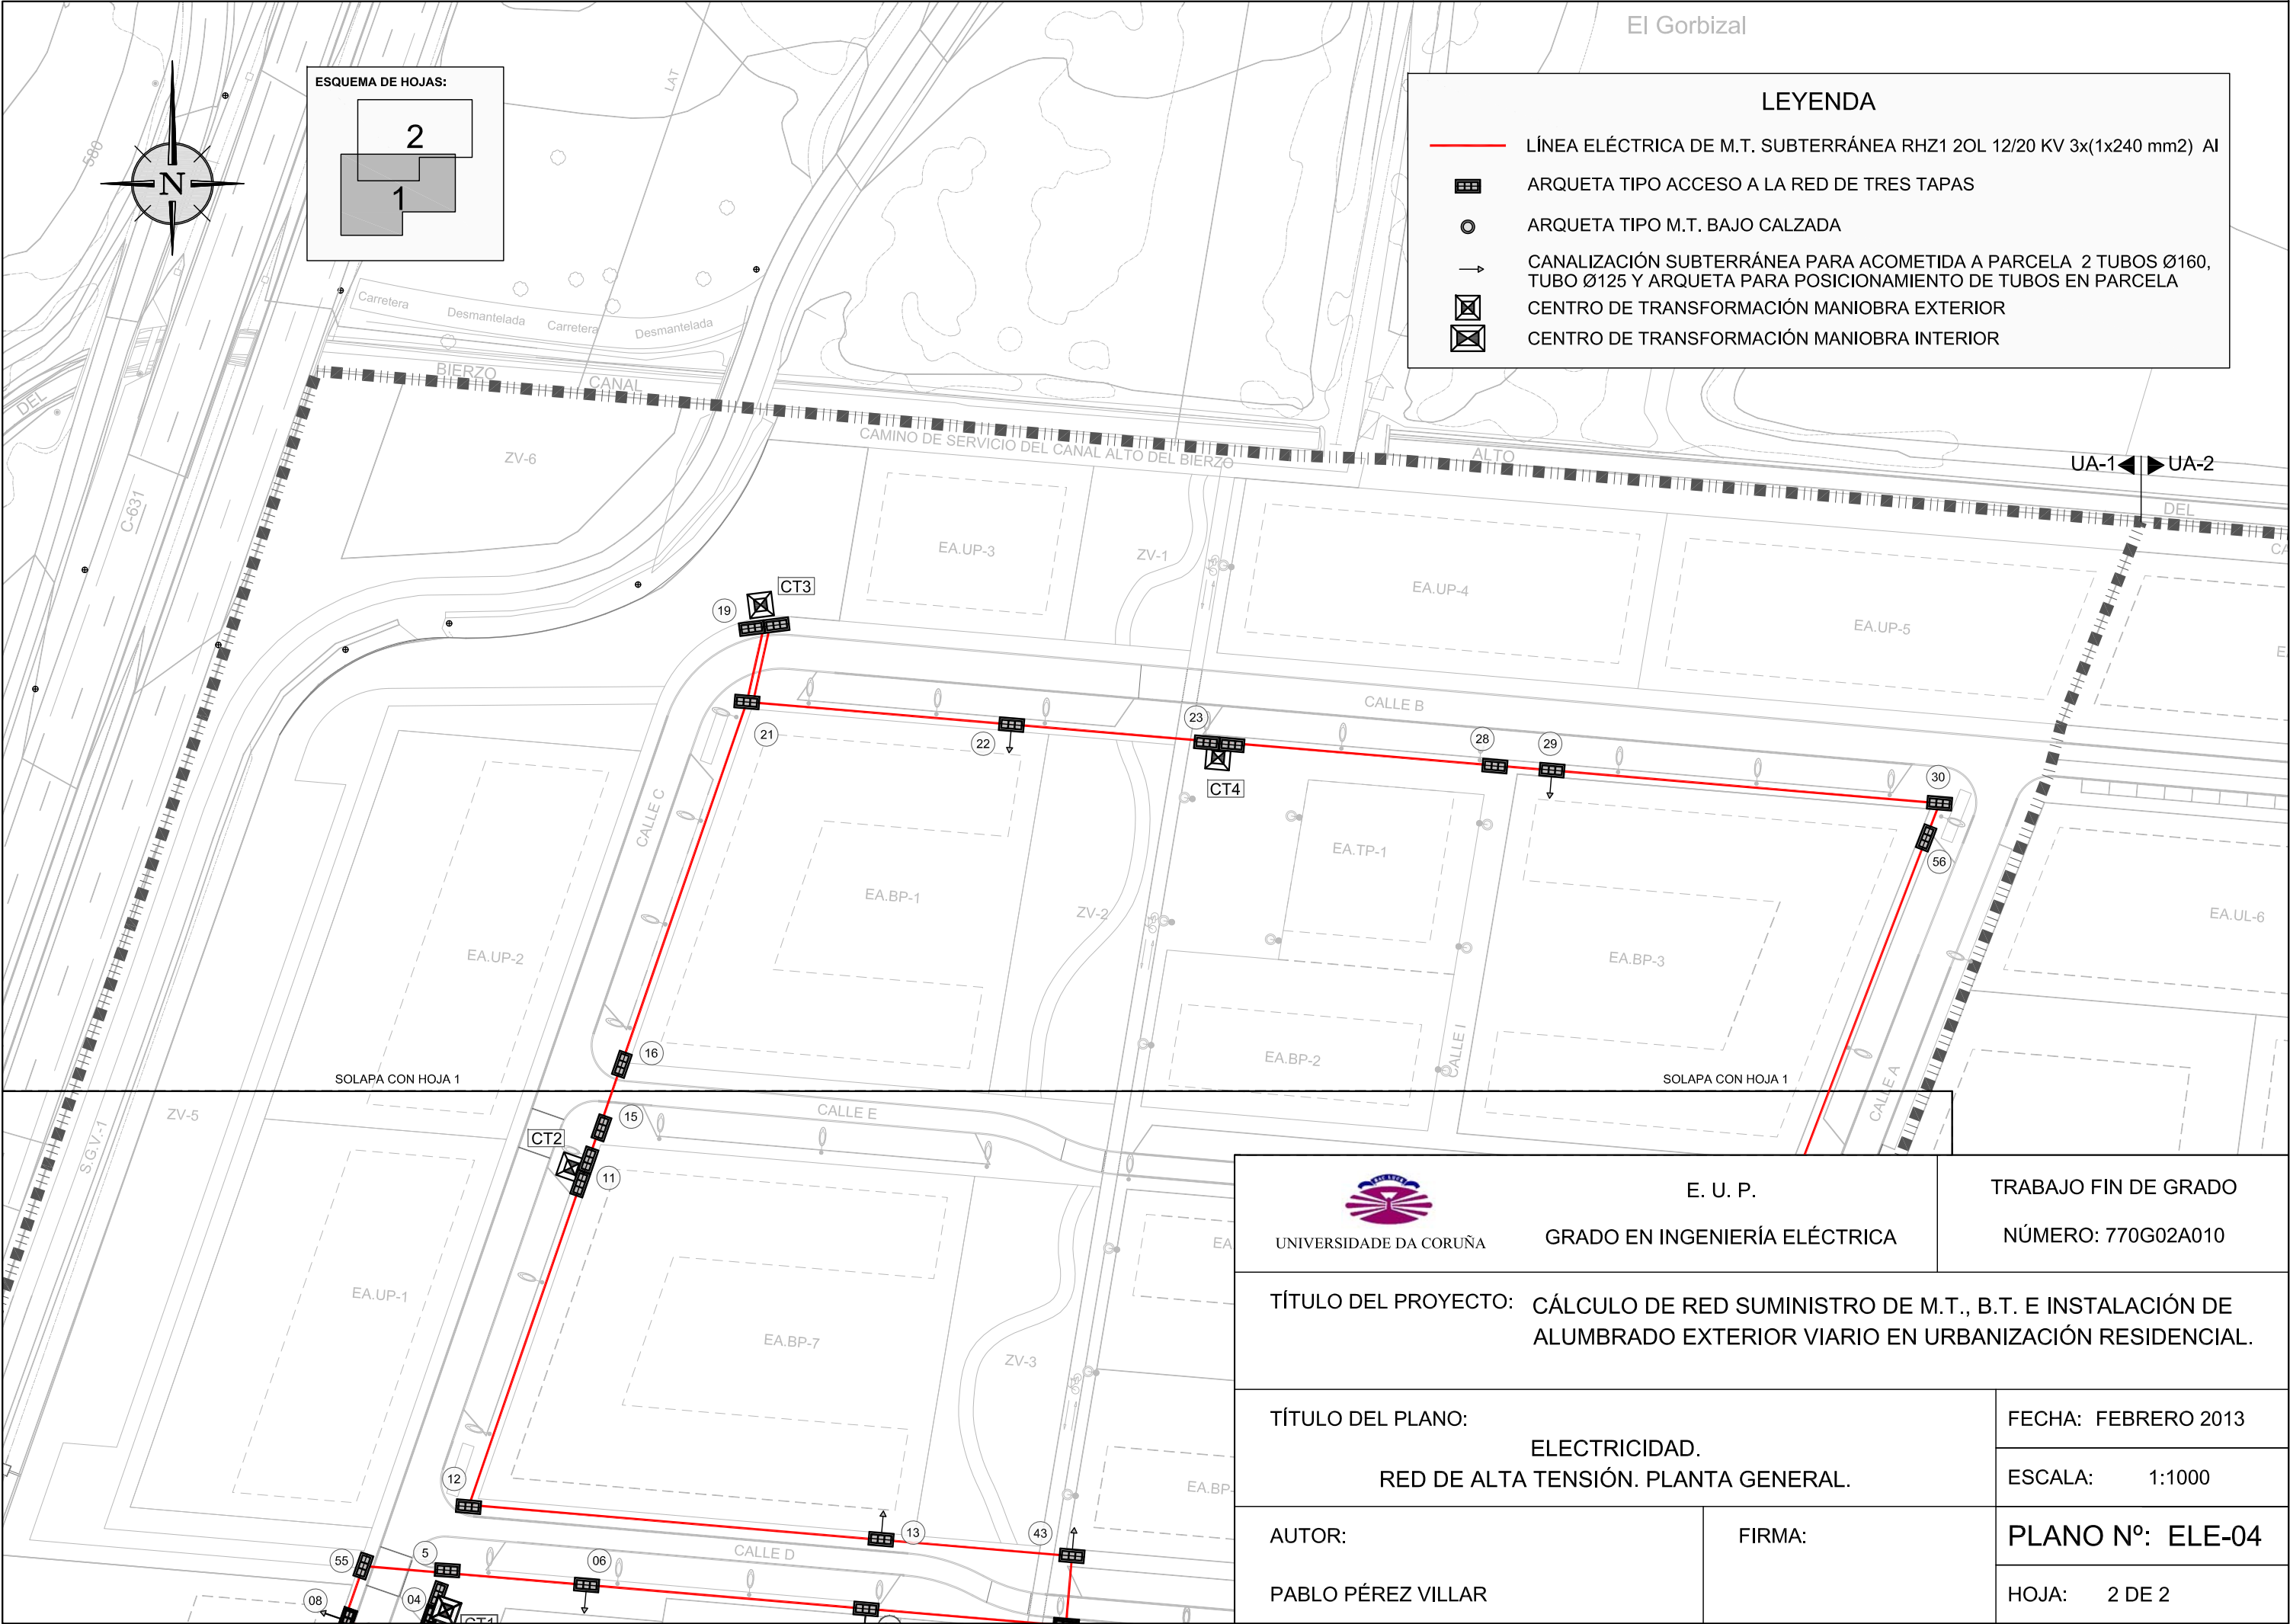 El Gorbizal
ESQUEMA DE HOJAS:
2
1
N
LAT
580
LEYENDA
LÍNEA ELÉCTRICA DE M.T. SUBTERRÁNEA RHZ1 2OL 12/20 KV 3x(1x240 mm2) Al
ARQUETA TIPO ACCESO A LA RED DE TRES TAPAS
ARQUETA TIPO M.T. BAJO CALZADA
CANALIZACIÓN SUBTERRÁNEA PARA ACOMETIDA A PARCELA 2 TUBOS Ø160,
TUBO Ø125 Y ARQUETA PARA POSICIONAMIENTO DE TUBOS EN PARCELA
CENTRO DE TRANSFORMACIÓN MANIOBRA EXTERIOR
CENTRO DE TRANSFORMACIÓN MANIOBRA INTERIOR
Carretera Desmantelada Carretera Desmantelada
DEL
BIERZO CANAL
CAMINO DE SERVICIO DEL CANAL ALTO DEL BIERZO
ALTO
DEL
CA
UA-1 UA-2
C-631
ZV-6
EA.UP-3
ZV-1
EA.UP-4
EA.UP-5
E
CT3
19
CALLE B
21
22
23
CT4
28
29
30
56
CALLE C
EA.BP-1
ZV-2
EA.TP-1
EA.BP-3
EA.UL-6
EA.UP-2
EA.BP-2
CALLE I
CALLE A
16
SOLAPA CON HOJA 1
SOLAPA CON HOJA 1
ZV-5
S.G.V.-1
15
CALLE E
CT2
11
EA
EA.UP-1
EA.BP-7
ZV-3
EA.BP-
12
13
43
CALLE D
55
5
06
08
04
CT1
UNIVERSIDADE DA CORUÑA
E. U. P.
GRADO EN INGENIERÍA ELÉCTRICA
TRABAJO FIN DE GRADO
NÚMERO: 770G02A010
TÍTULO DEL PROYECTO: CÁLCULO DE RED SUMINISTRO DE M.T., B.T. E INSTALACIÓN DE
ALUMBRADO EXTERIOR VIARIO EN URBANIZACIÓN RESIDENCIAL.
TÍTULO DEL PLANO:
ELECTRICIDAD.
RED DE ALTA TENSIÓN. PLANTA GENERAL.
FECHA: FEBRERO 2013
ESCALA: 1:1000
AUTOR:
PABLO PÉREZ VILLAR
FIRMA:
PLANO Nº: ELE-04
HOJA: 2 DE 2